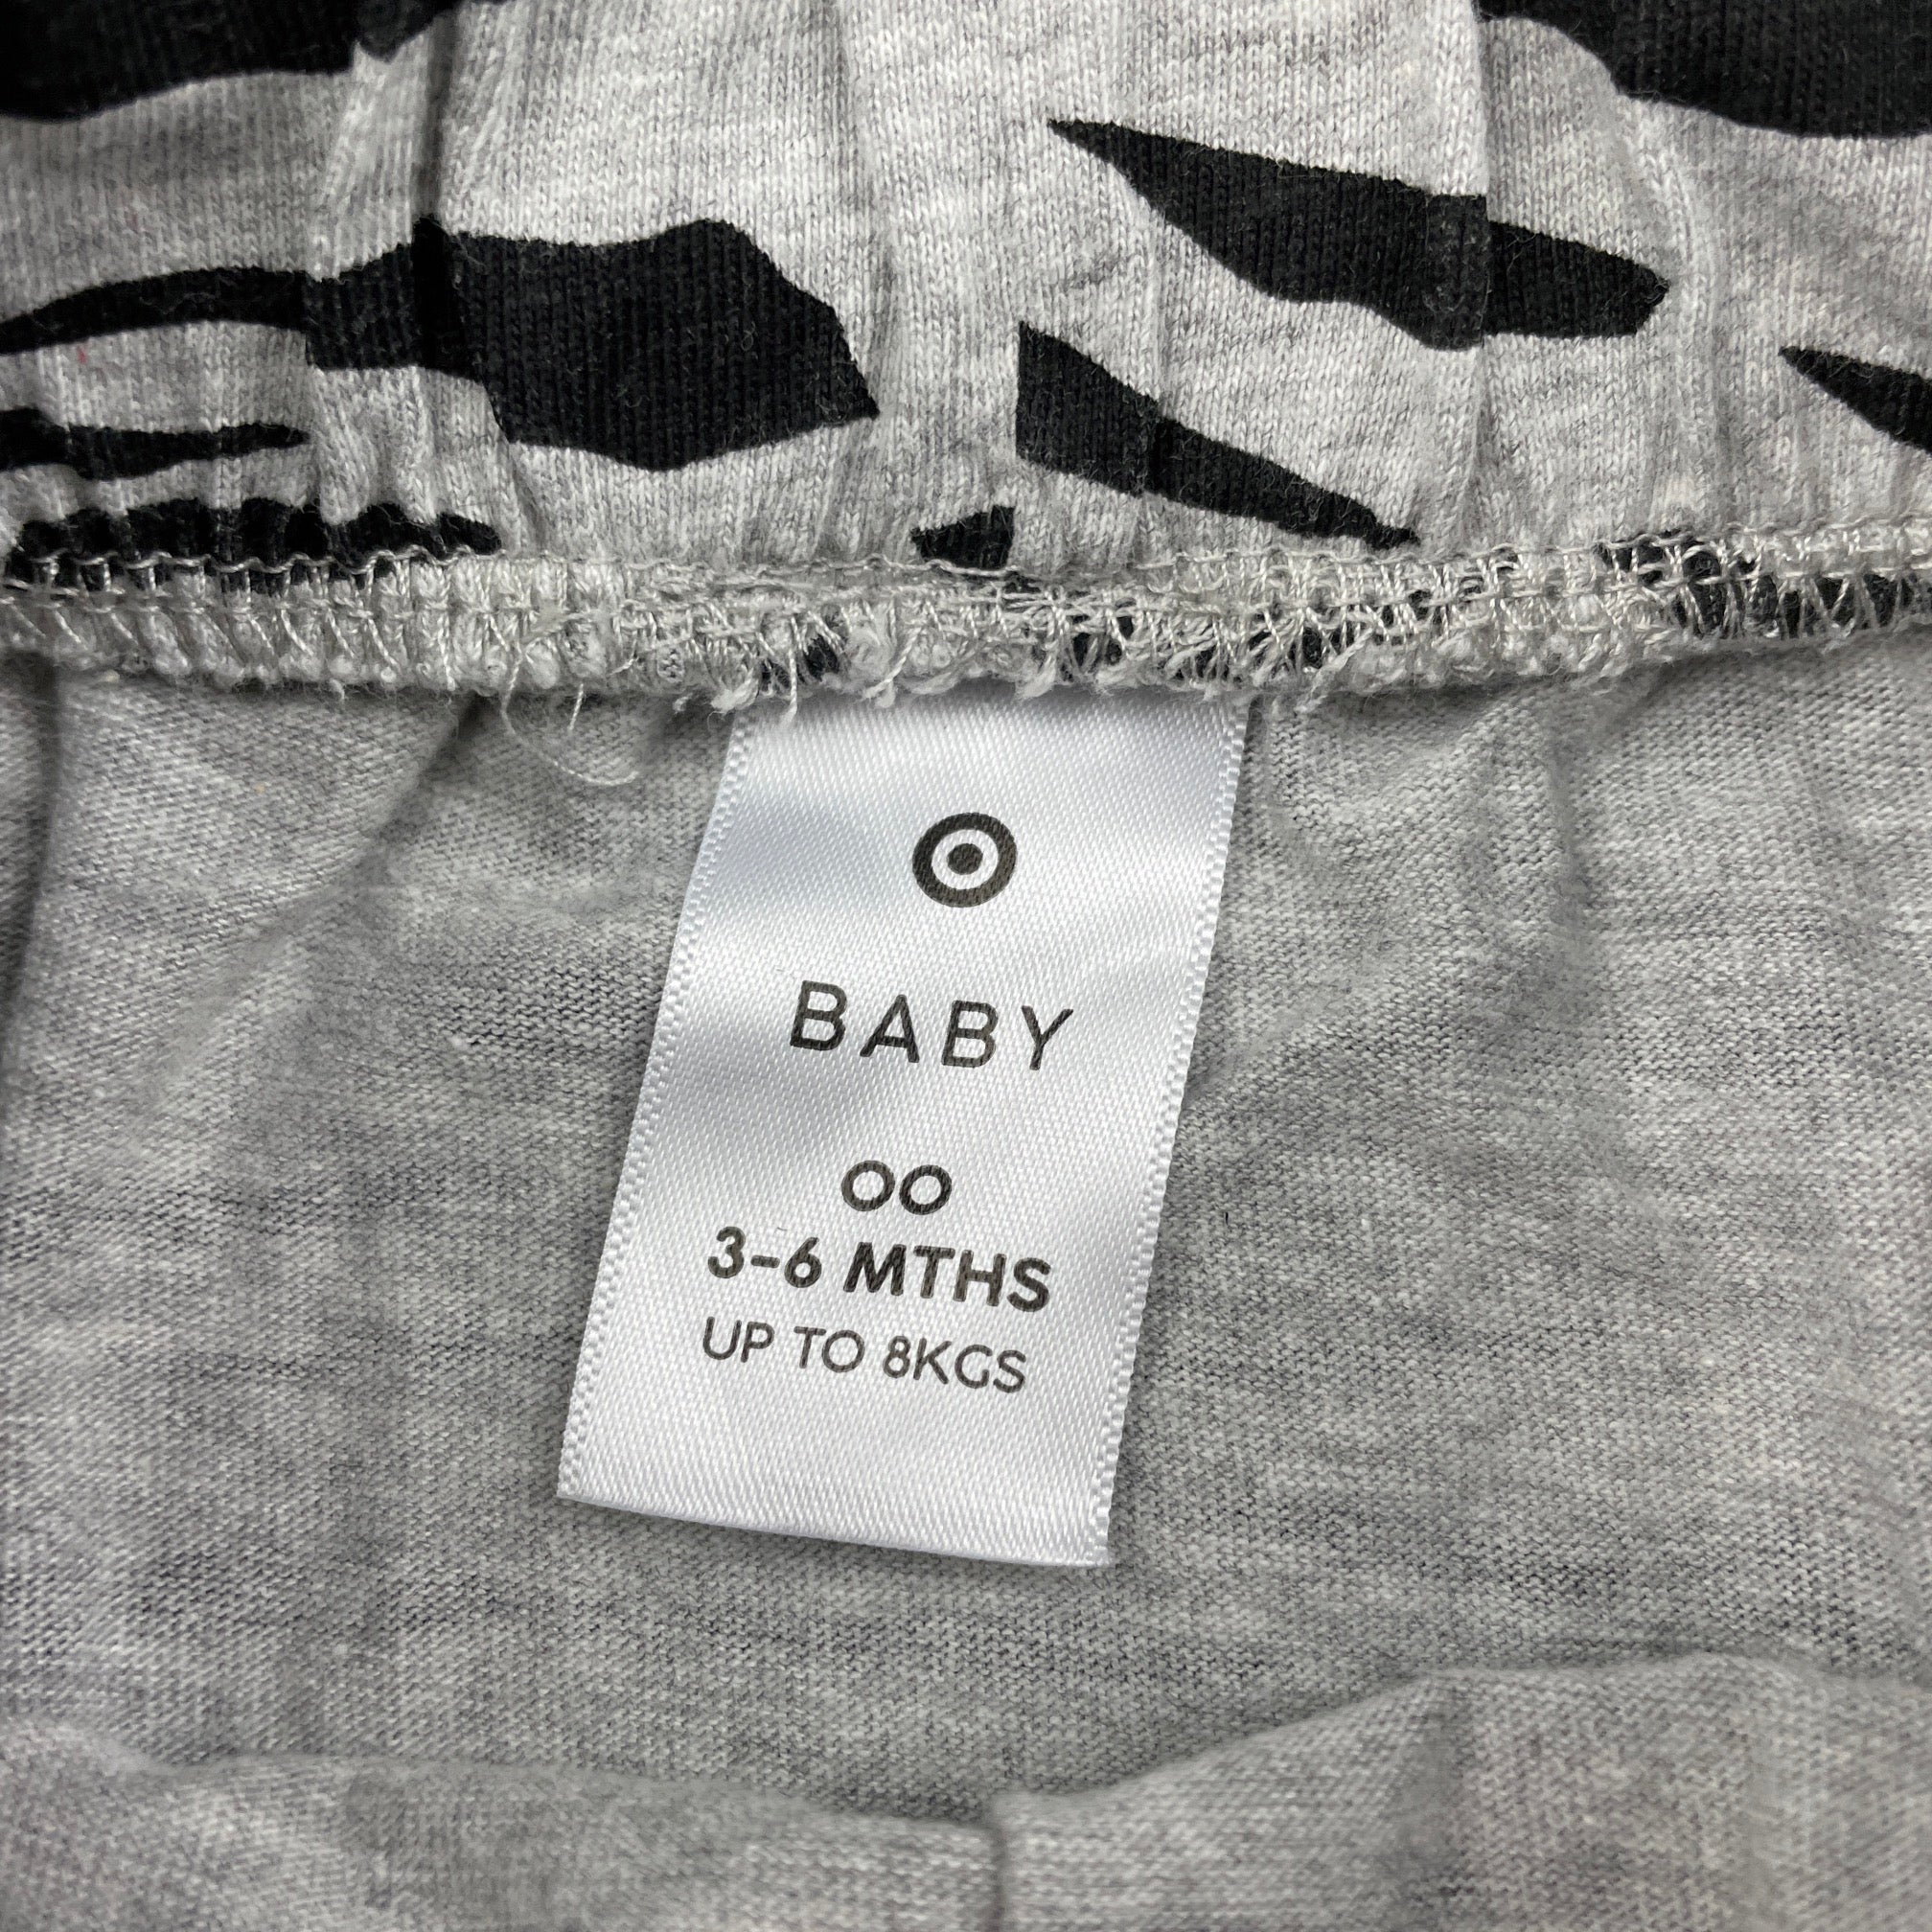 BABY
00
3-6 MTHS
UP TO 8KGS